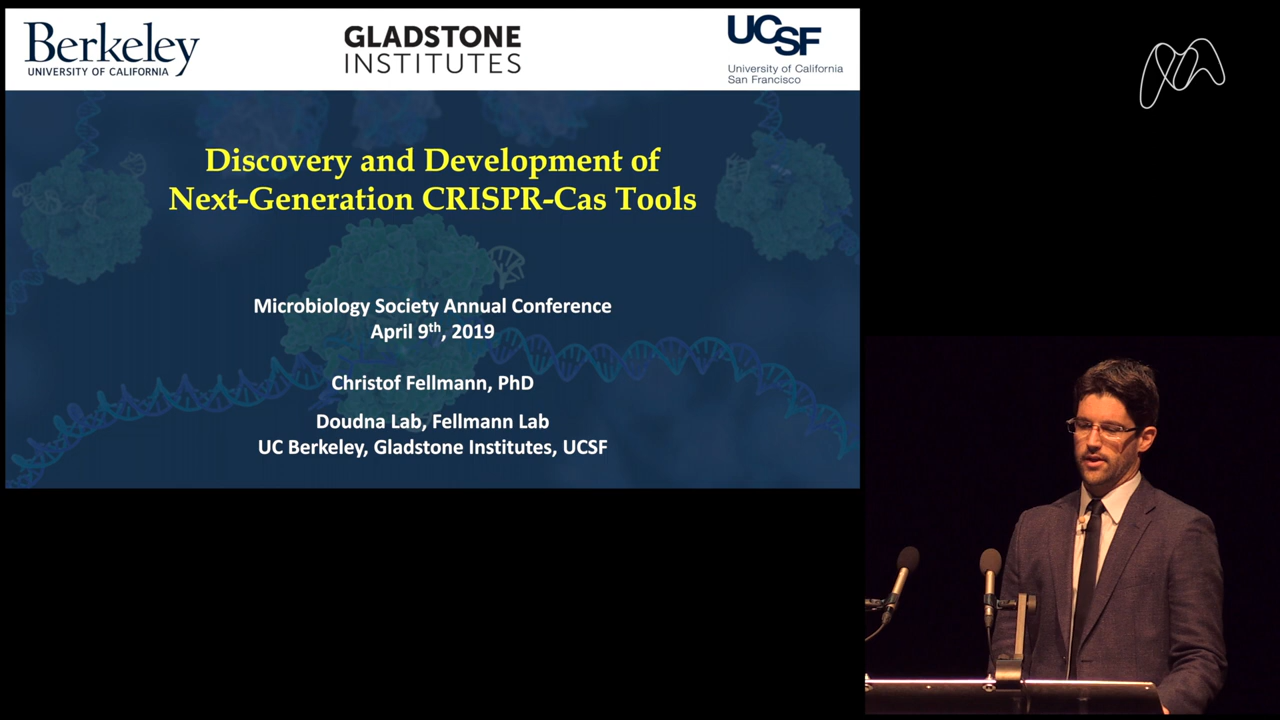 Berkeley
UNIVERSITY OF CALIFORNIA
GLADSTONE
INSTITUTES
UCSF
University of California
San Francisco
Discovery and Development of
Next-Generation CRISPR-Cas Tools
Microbiology Society Annual Conference
April 9th, 2019
Christof Fellmann, PhD
Doudna Lab, Fellmann Lab
UC Berkeley, Gladstone Institutes, UCSF